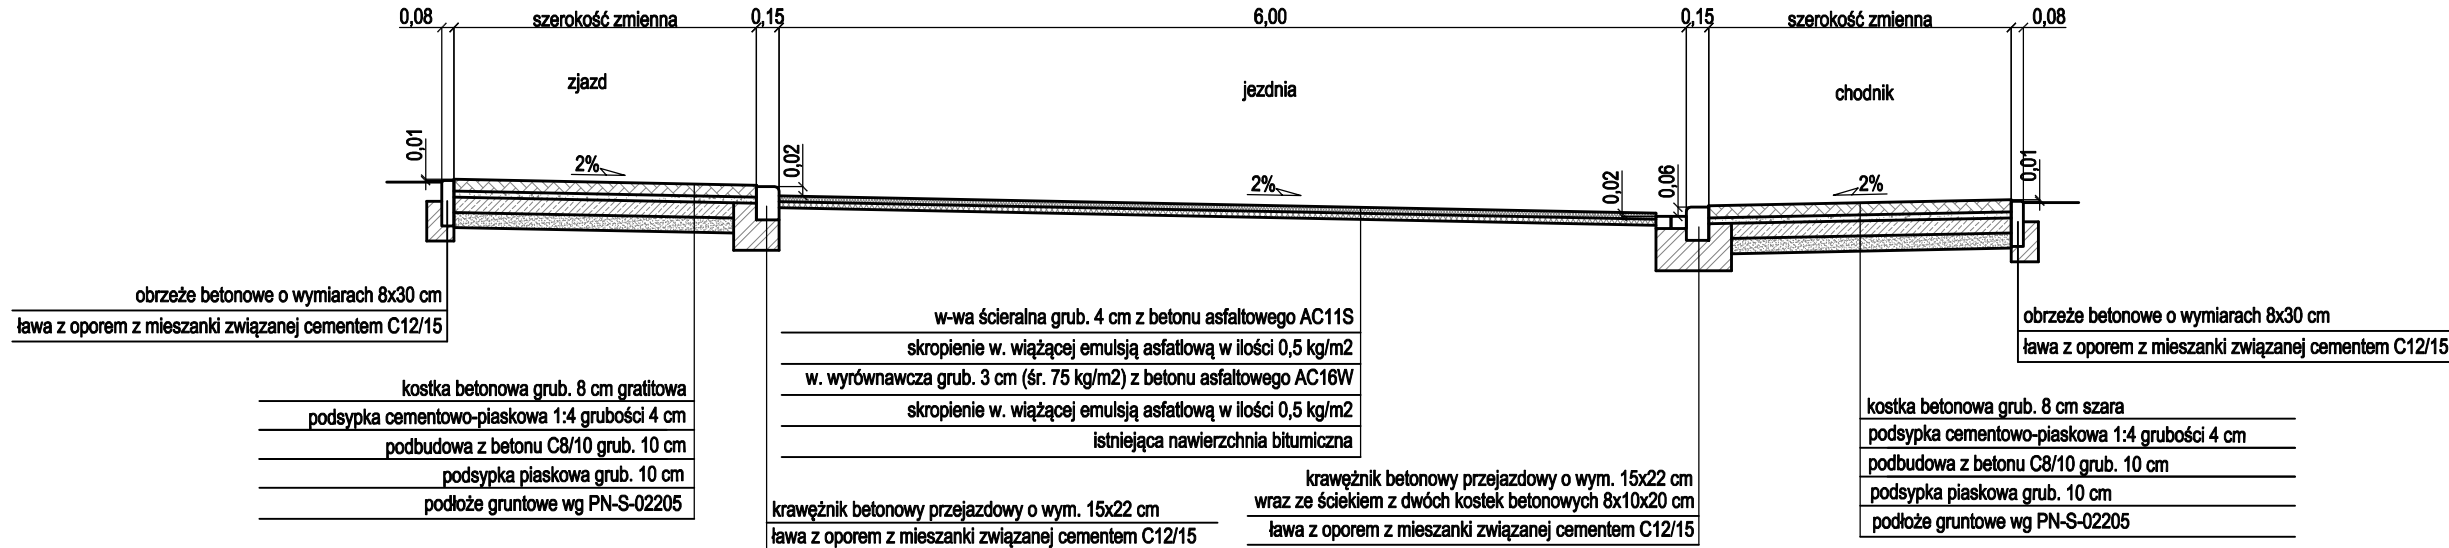 0,08
szerokość zmienna
0,15
6,00
0,15
szerokość zmienna
0,08
zjazd
jezdnia
chodnik
0,01
2%
0,02
2%
0,02
0,06
2%
0,01
obrzeże betonowe o wymiarach 8x30 cm
ława z oporem z mieszanki związanej cementem C12/15
kostka betonowa grub. 8 cm gratitowa
podsypka cementowo-piaskowa 1:4 grubości 4 cm
podbudowa z betonu C8/10 grub. 10 cm
podsypka piaskowa grub. 10 cm
podłoże gruntowe wg PN-S-02205
krawężnik betonowy przejazdowy o wym. 15x22 cm
ława z oporem z mieszanki związanej cementem C12/15
w-wa ścieralna grub. 4 cm z betonu asfaltowego AC11S
skropienie w. wiążącej emulsją asfatlową w ilości 0,5 kg/m2
w. wyrównawcza grub. 3 cm (śr. 75 kg/m2) z betonu asfaltowego AC16W
skropienie w. wiążącej emulsją asfatlową w ilości 0,5 kg/m2
istniejąca nawierzchnia bitumiczna
krawężnik betonowy przejazdowy o wym. 15x22 cm
wraz ze ściekiem z dwóch kostek betonowych 8x10x20 cm
ława z oporem z mieszanki związanej cementem C12/15
obrzeże betonowe o wymiarach 8x30 cm
ława z oporem z mieszanki związanej cementem C12/15
kostka betonowa grub. 8 cm szara
podsypka cementowo-piaskowa 1:4 grubości 4 cm
podbudowa z betonu C8/10 grub. 10 cm
podsypka piaskowa grub. 10 cm
podłoże gruntowe wg PN-S-02205